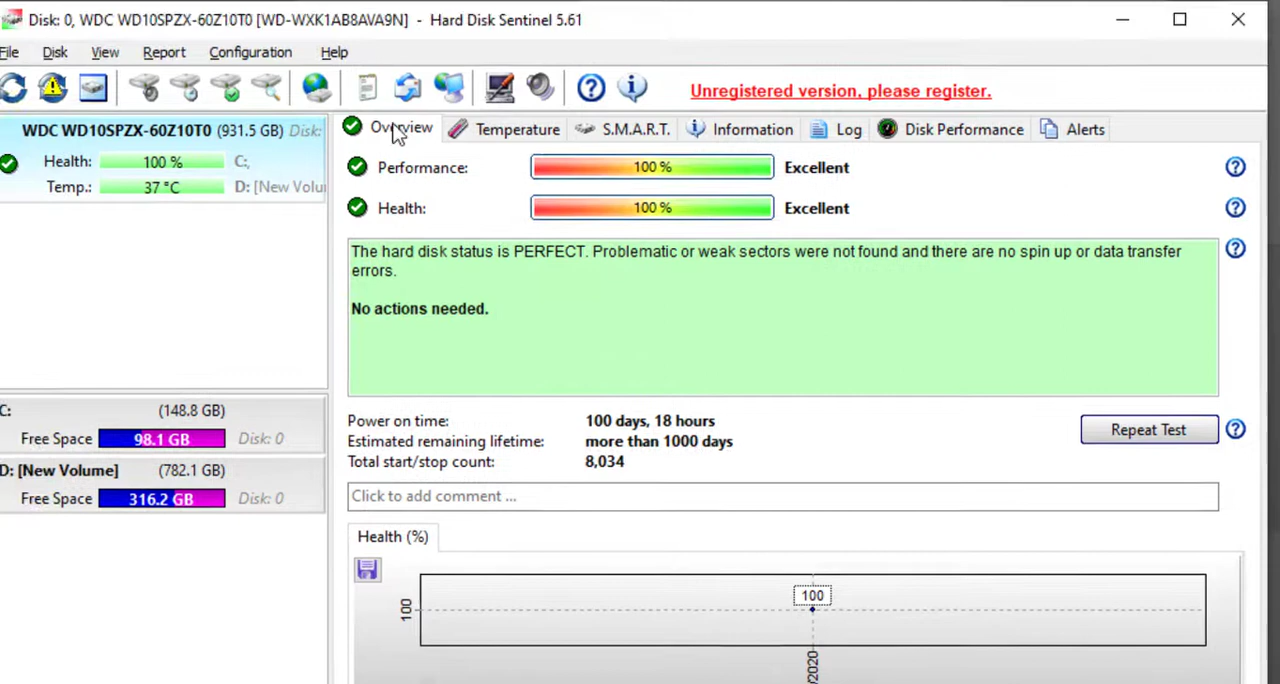 Disk: 0, WDC WD10SPZX-60Z10T0 [WD-WXK1AB8AVA9N] - Hard Disk Sentinel 5.61
File Disk View Report Configuration Help
Unregistered version, please register.
WDC WD10SPZX-60Z10T0 (931.5 GB) Disk:
Health: 100 % C:,
Temp.: 37 °C D: [New Volu
C: (148.8 GB)
Free Space 98.1 GB Disk: 0
D: [New Volume] (782.1 GB)
Free Space 316.2 GB Disk: 0
Overview Temperature S.M.A.R.T. Information Log Disk Performance Alerts
Performance: 100 % Excellent
Health: 100 % Excellent
The hard disk status is PERFECT. Problematic or weak sectors were not found and there are no spin up or data transfer
errors.
No actions needed.
Power on time: 100 days, 18 hours
Estimated remaining lifetime: more than 1000 days
Total start/stop count: 8,034
Repeat Test
Click to add comment ...
Health (%)
100
100
/2020